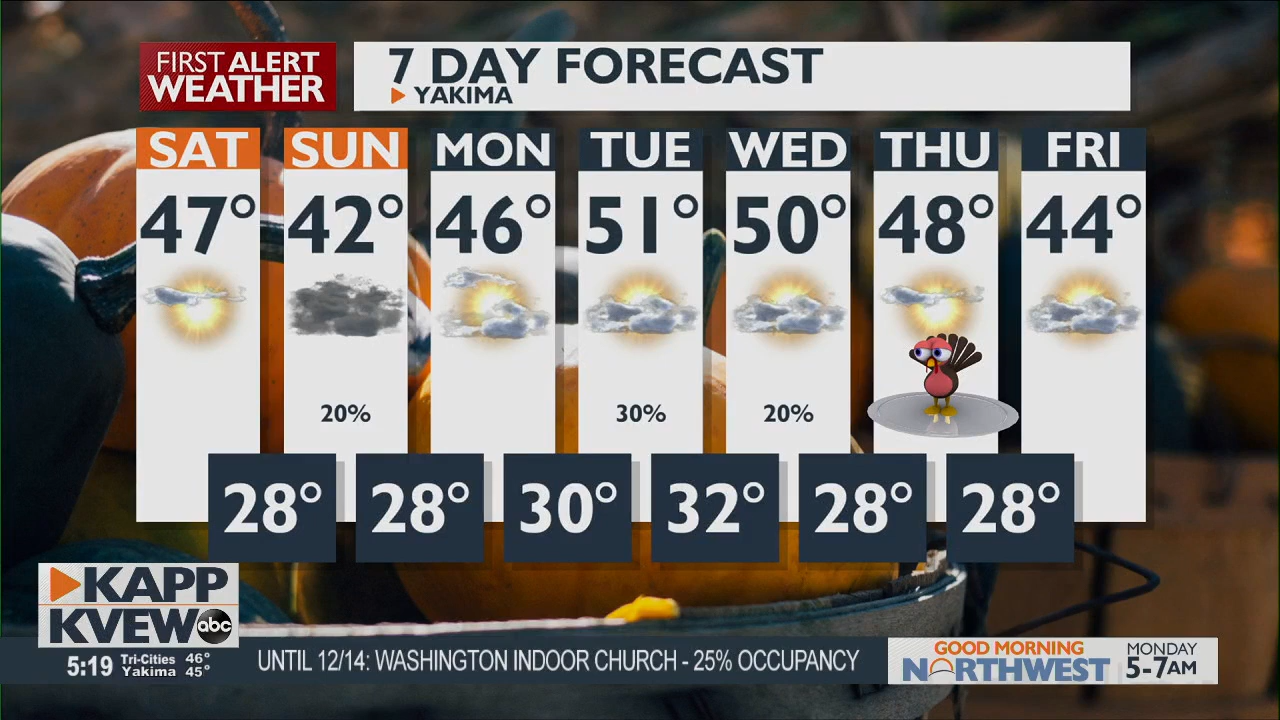 FIRST ALERT
WEATHER
7 DAY FORECAST
YAKIMA
SAT SUN MON TUE WED THU FRI
47° 42° 46° 51° 50° 48° 44°
20% 30% 20%
28° 28° 30° 32° 28° 28°
KAPP
KVEW abc
5:19 Tri-Cities 46°
Yakima 45°
UNTIL 12/14: WASHINGTON INDOOR CHURCH - 25% OCCUPANCY
GOOD MORNING
NORTHWEST
MONDAY
5-7AM